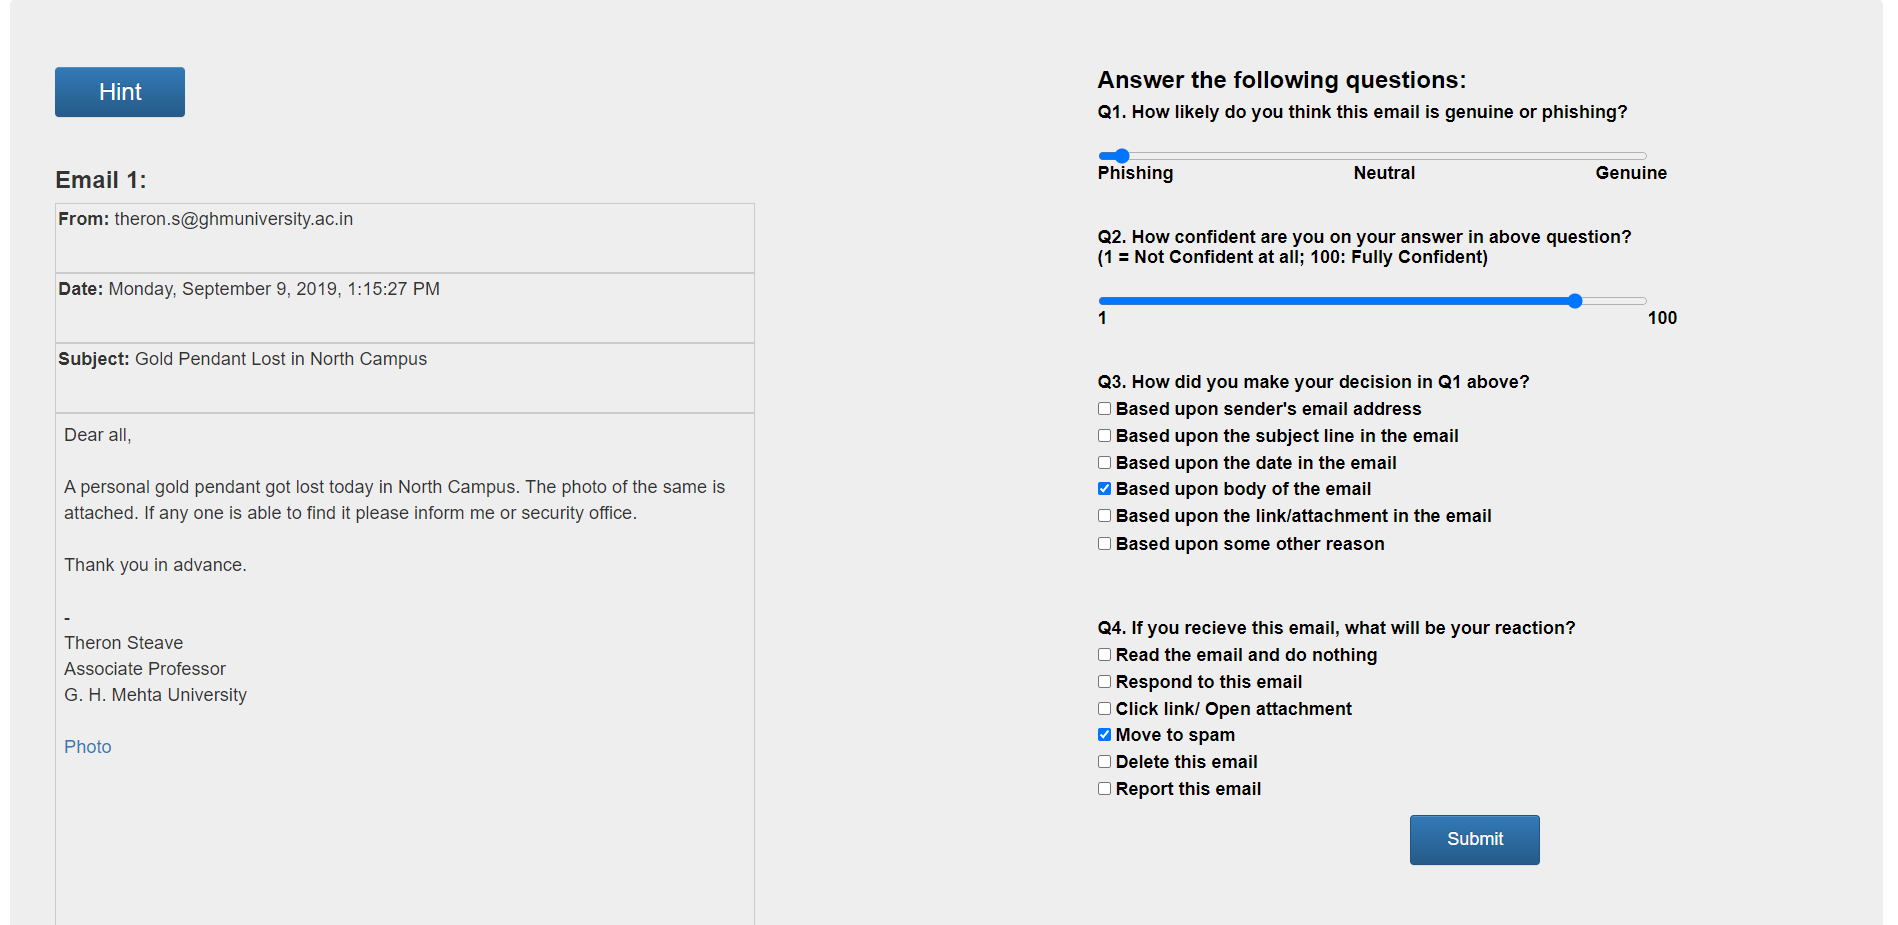 Hint
Email 1:
From: theron.s@ghmuniversity.ac.in
Date: Monday, September 9, 2019, 1:15:27 PM
Subject: Gold Pendant Lost in North Campus
Dear all,
A personal gold pendant got lost today in North Campus. The photo of the same is
attached. If any one is able to find it please inform me or security office.
Thank you in advance.
-
Theron Steave
Associate Professor
G. H. Mehta University
Photo
Answer the following questions:
Q1. How likely do you think this email is genuine or phishing?
Phishing Neutral Genuine
Q2. How confident are you on your answer in above question?
(1 = Not Confident at all; 100: Fully Confident)
1 100
Q3. How did you make your decision in Q1 above?
Based upon sender's email address
Based upon the subject line in the email
Based upon the date in the email
Based upon body of the email
Based upon the link/attachment in the email
Based upon some other reason
Q4. If you recieve this email, what will be your reaction?
Read the email and do nothing
Respond to this email
Click link/ Open attachment
Move to spam
Delete this email
Report this email
Submit